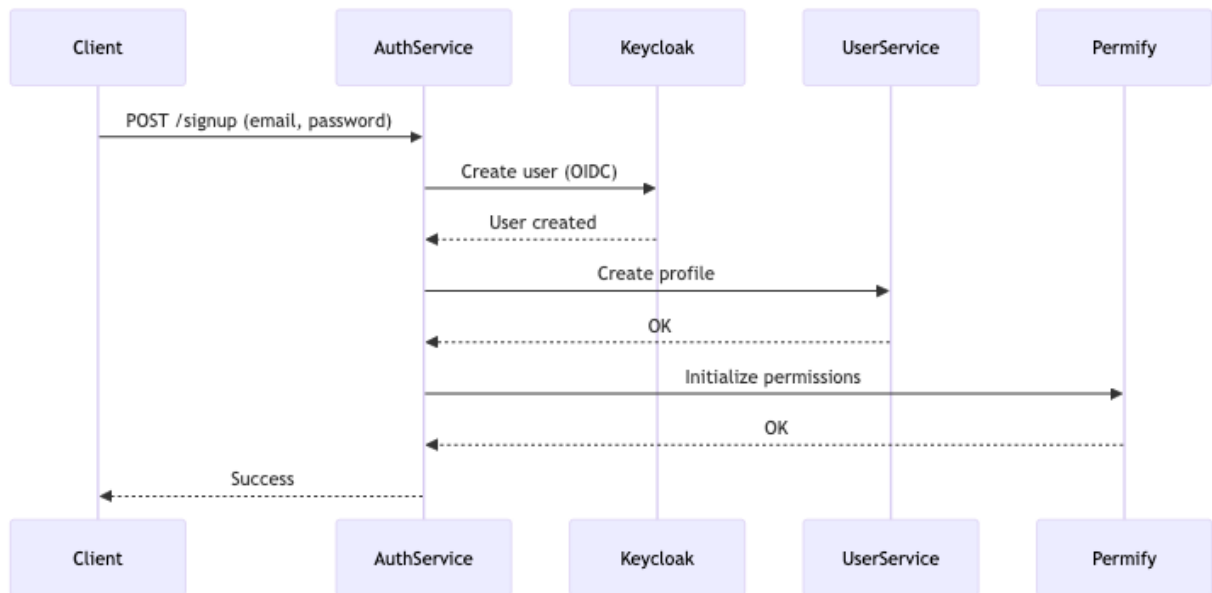 Client AuthService Keycloak UserService Permify
POST /signup (email, password)
Create user (OIDC)
User created
Create profile
OK
Initialize permissions
OK
Success
Client AuthService Keycloak UserService Permify